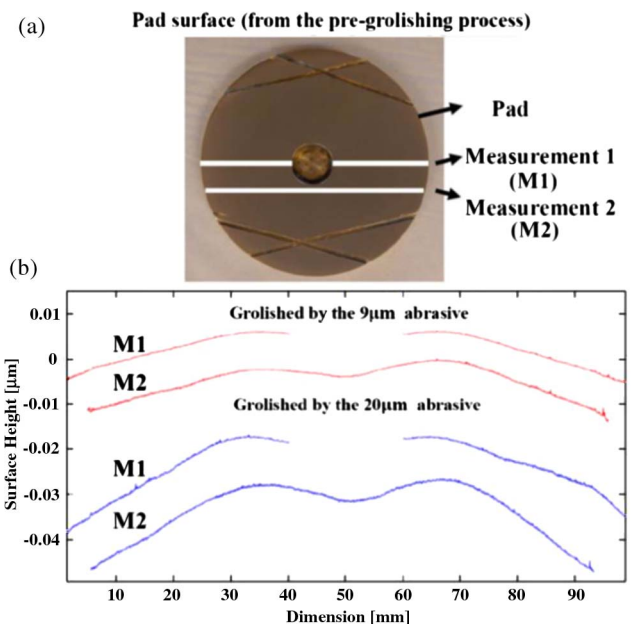 (a)
Pad surface (from the pre-grolishing process)
Pad
Measurement 1
(M1)
Measurement 2
(M2)
(b)
Grolished by the 9μm abrasive
M1
M2
Grolished by the 20μm abrasive
M1
M2
0.01
0
-0.01
-0.02
-0.03
-0.04
Surface Height [μm]
10 20 30 40 50 60 70 80 90
Dimension [mm]